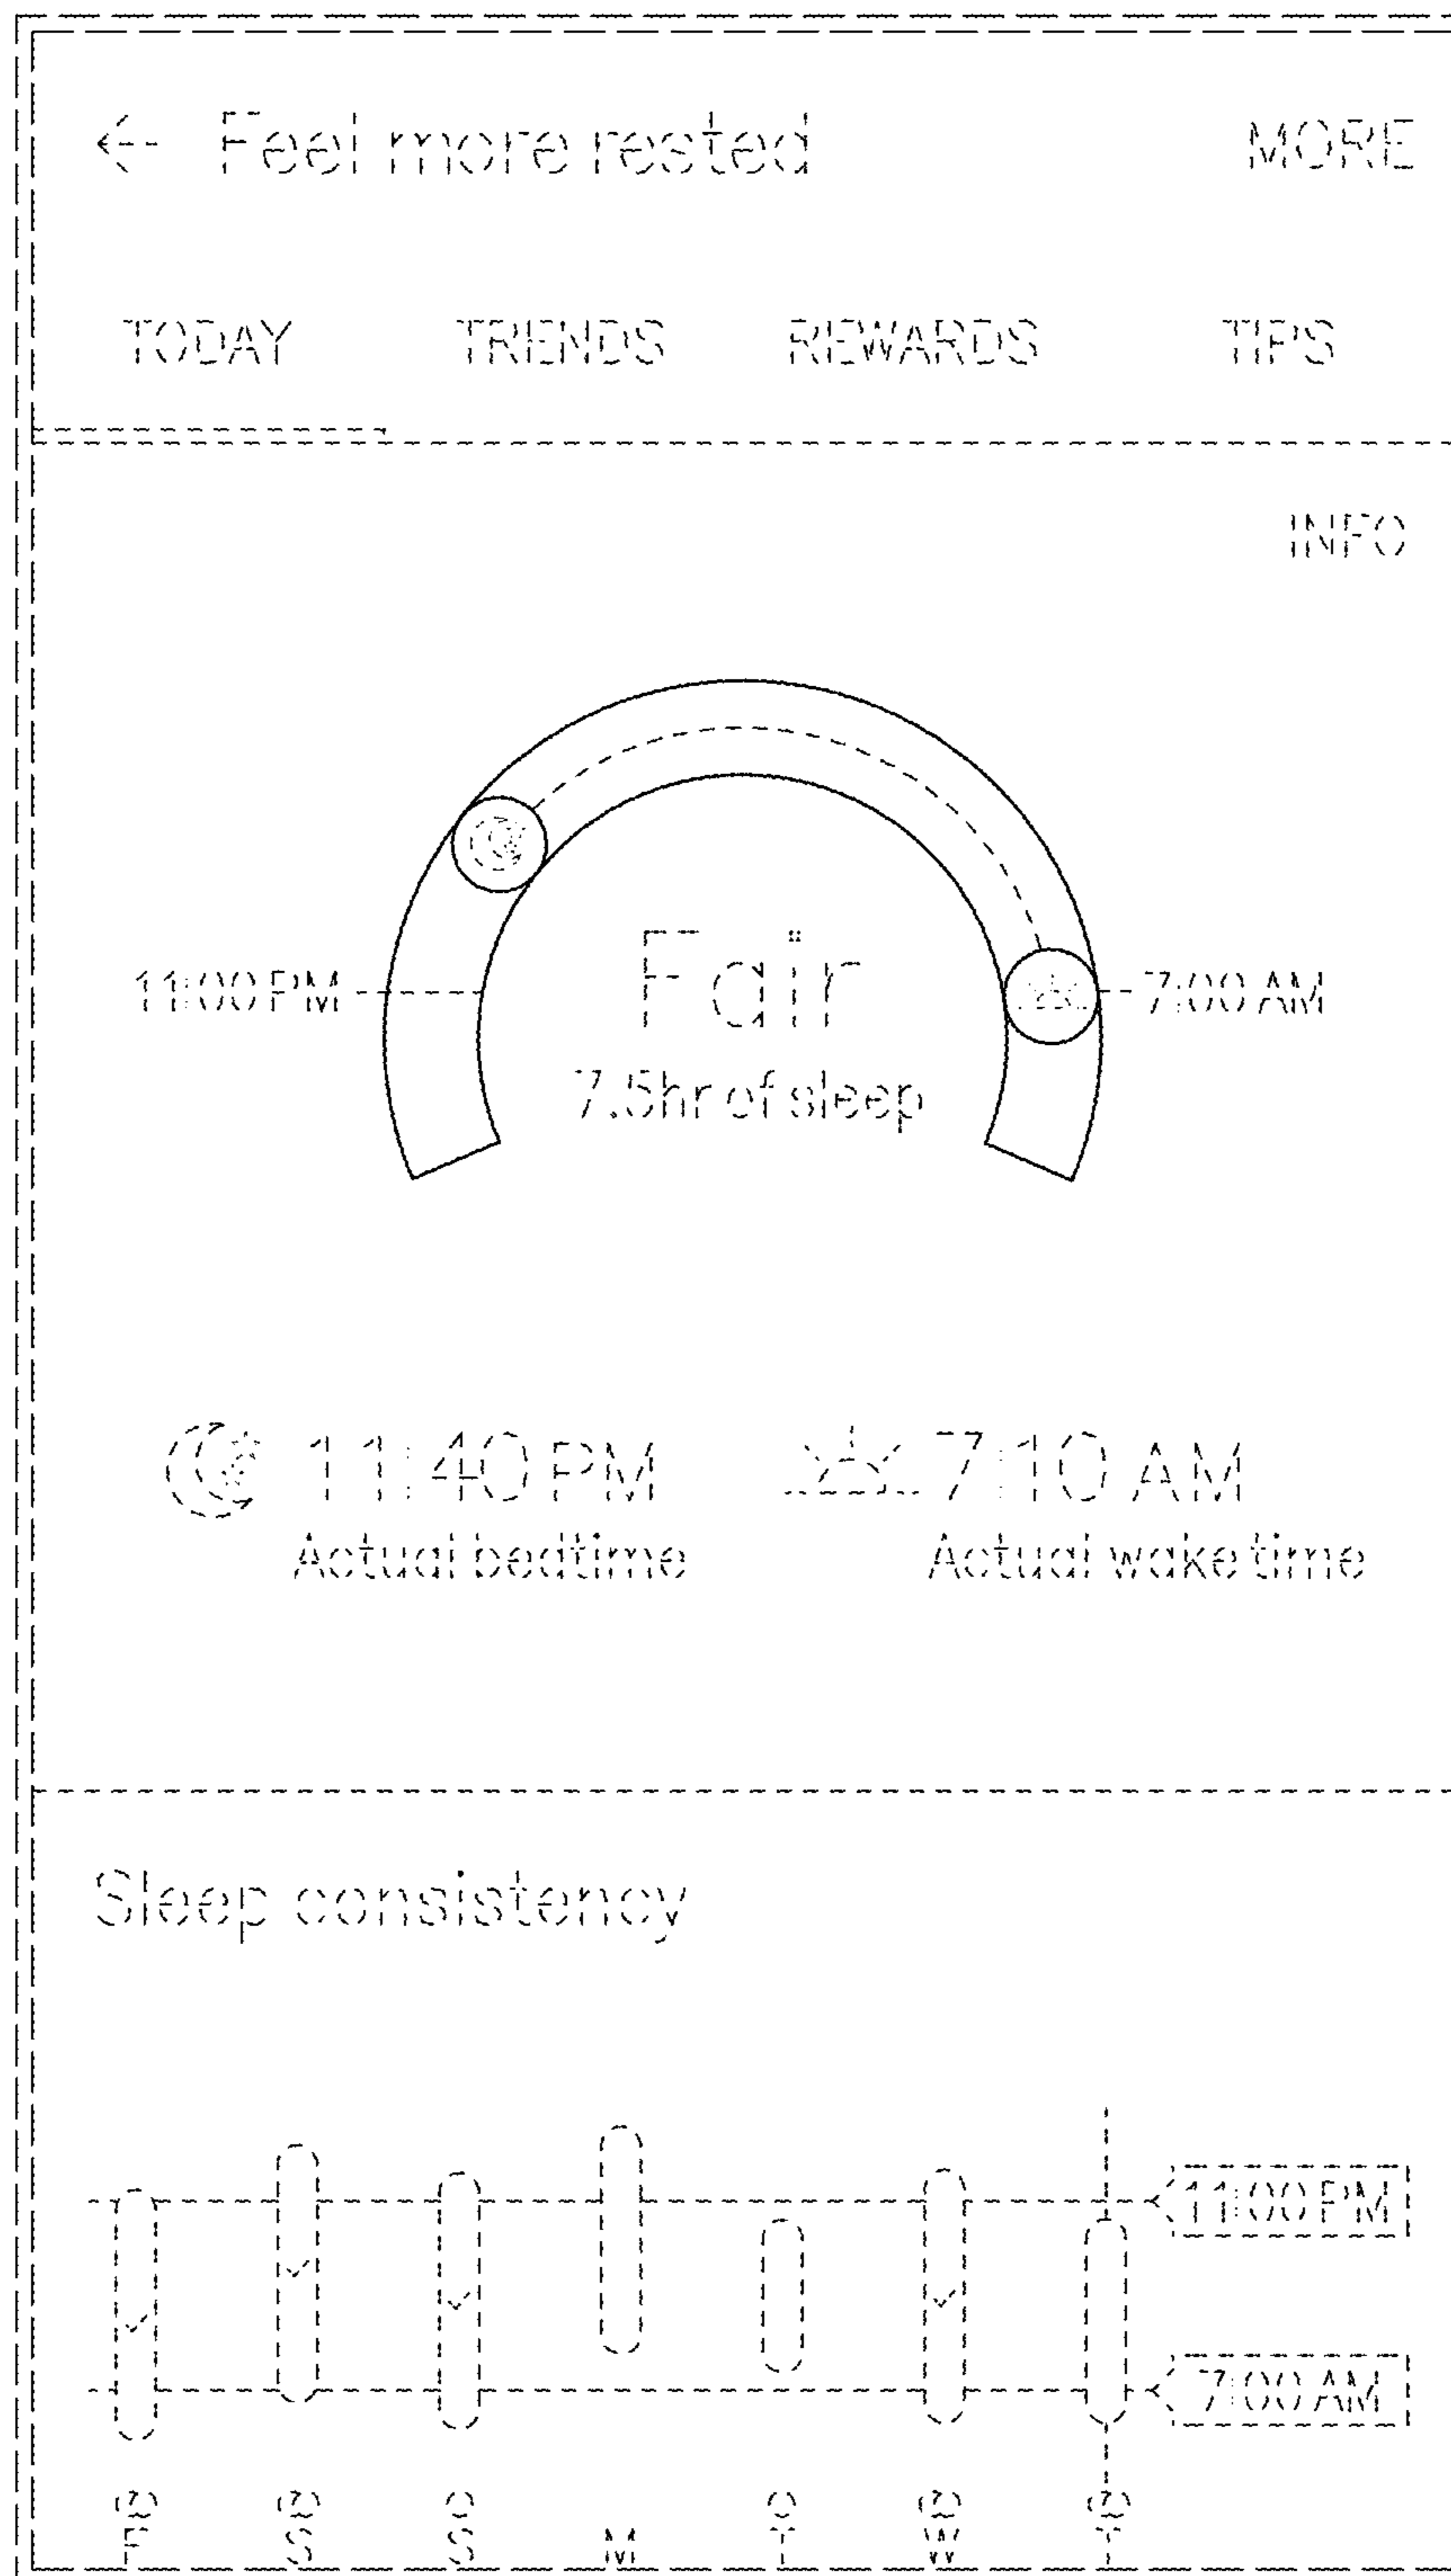 ← Feel more rested MORE
TODAY TRENDS REWARDS TIPS
INFO
11:00 PM Fair 7:00 AM
7.5hr of sleep
11:40 PM 7:10 AM
Actual bedtime Actual wake time
Sleep consistency
11:00 PM
7:00 AM
F S S M T W T